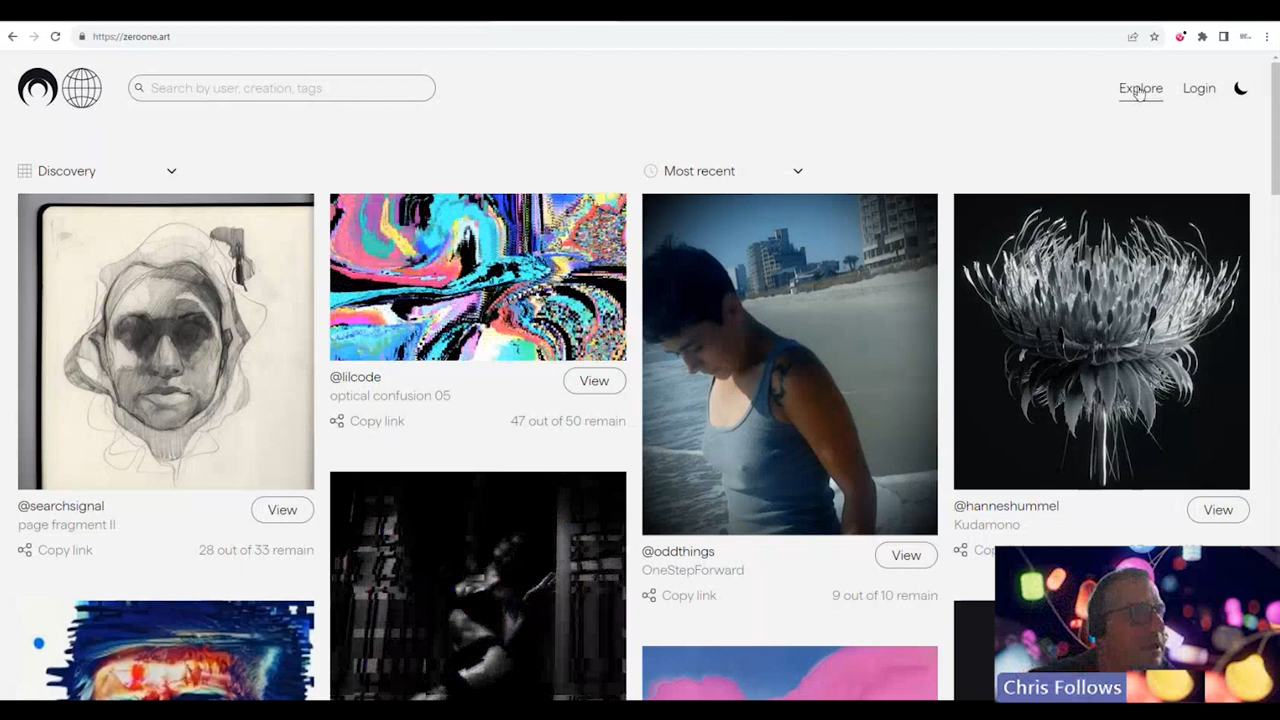 https://zeroone.art
Search by user, creation, tags
Explore
Login
Discovery
Most recent
@searchsignal
page fragment II
View
Copy link
28 out of 33 remain
@lilcode
optical confusion 05
View
Copy link
47 out of 50 remain
@oddthings
OneStepForward
View
Copy link
9 out of 10 remain
@hanneshummel
Kudamono
View
Chris Follows